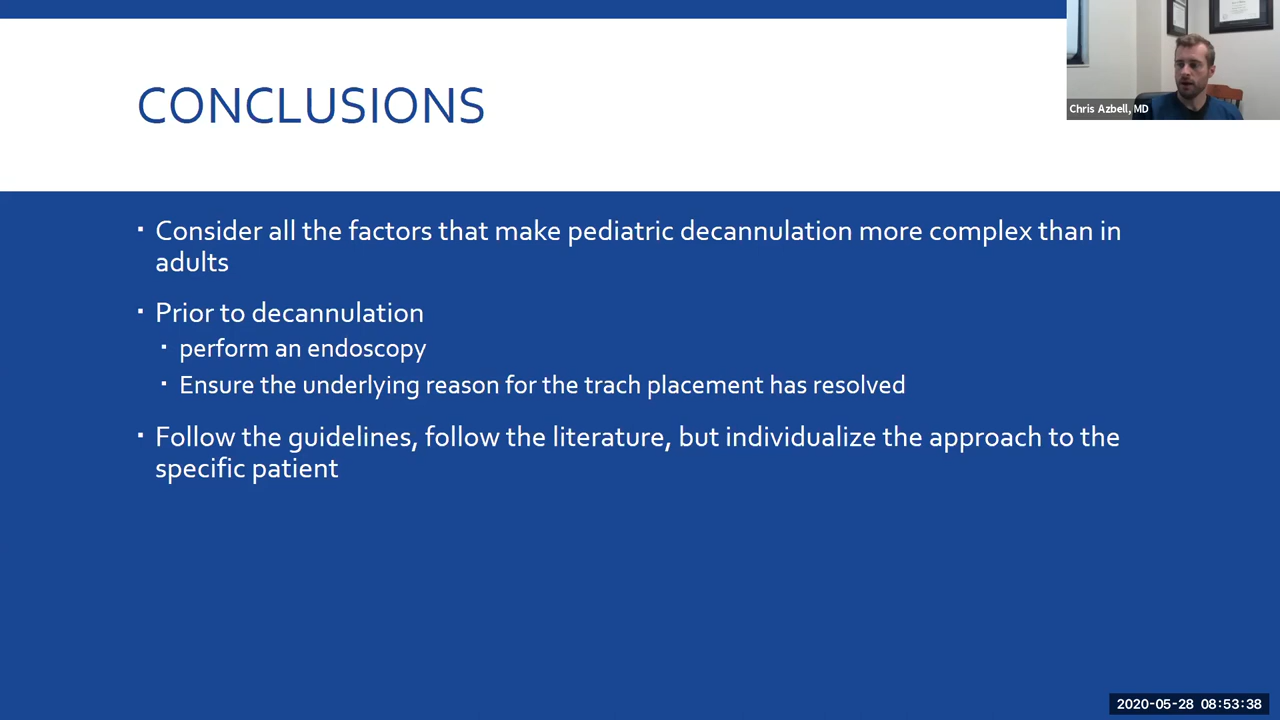 CONCLUSIONS
Chris Azbell, MD
▪ Consider all the factors that make pediatric decannulation more complex than in
adults
▪ Prior to decannulation
▪ perform an endoscopy
▪ Ensure the underlying reason for the trach placement has resolved
▪ Follow the guidelines, follow the literature, but individualize the approach to the
specific patient
2020-05-28 08:53:38